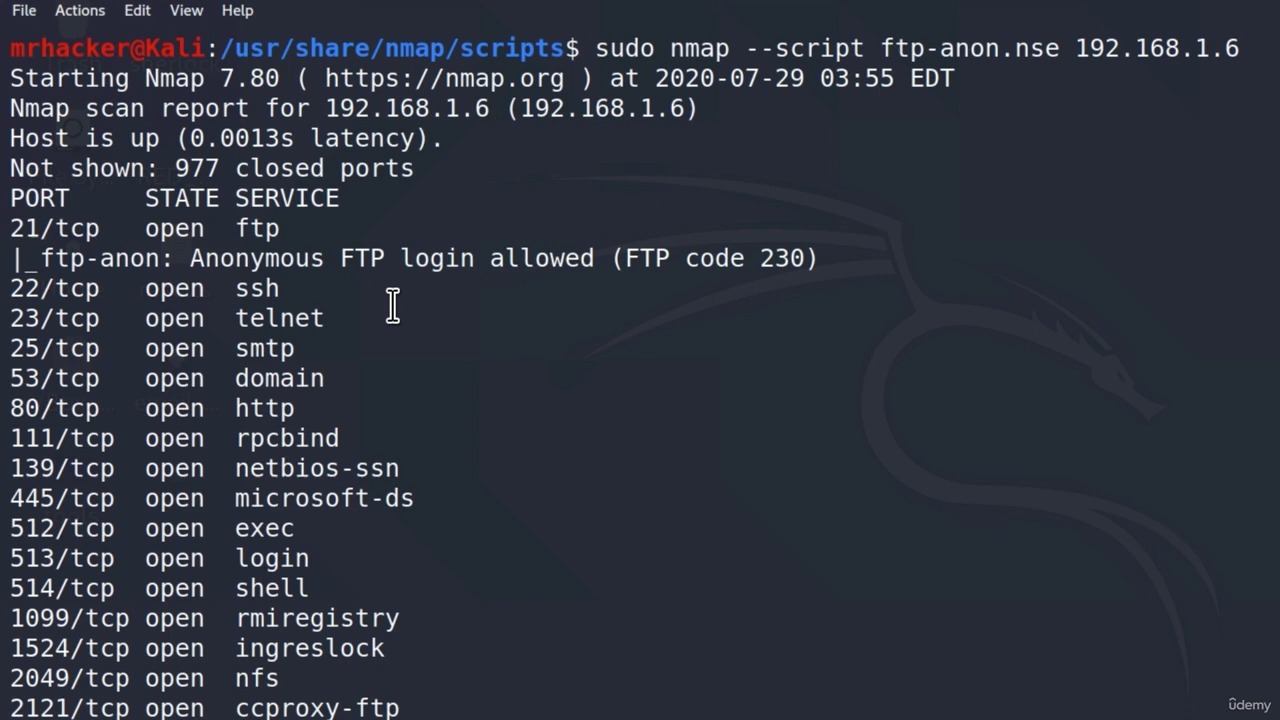 File Actions Edit View Help
mrhacker@Kali:/usr/share/nmap/scripts$ sudo nmap --script ftp-anon.nse 192.168.1.6
Starting Nmap 7.80 ( https://nmap.org ) at 2020-07-29 03:55 EDT
Nmap scan report for 192.168.1.6 (192.168.1.6)
Host is up (0.0013s latency).
Not shown: 977 closed ports
PORT     STATE SERVICE
21/tcp   open  ftp
|_ftp-anon: Anonymous FTP login allowed (FTP code 230)
22/tcp   open  ssh
23/tcp   open  telnet
25/tcp   open  smtp
53/tcp   open  domain
80/tcp   open  http
111/tcp  open  rpcbind
139/tcp  open  netbios-ssn
445/tcp  open  microsoft-ds
512/tcp  open  exec
513/tcp  open  login
514/tcp  open  shell
1099/tcp open  rmiregistry
1524/tcp open  ingreslock
2049/tcp open  nfs
2121/tcp open  ccproxy-ftp
ûdemy